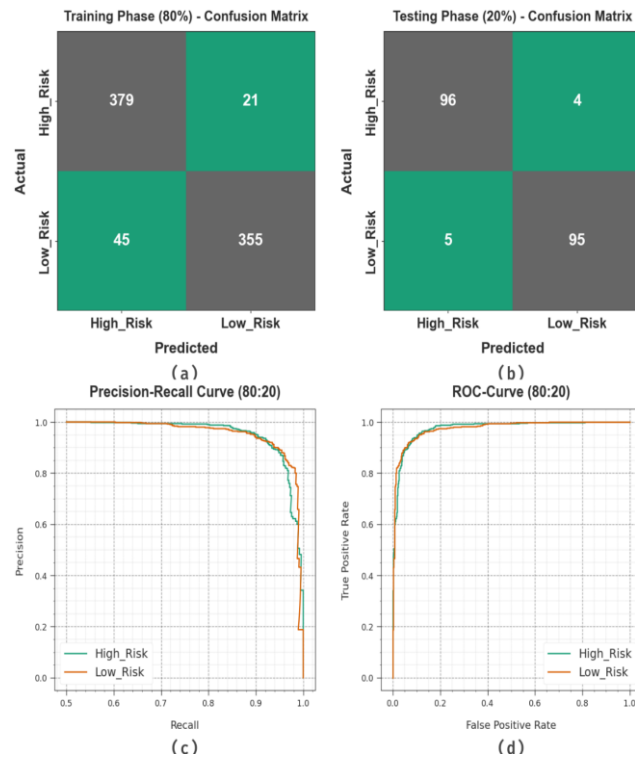 Training Phase (80%) - Confusion Matrix
Actual
High_Risk
Low_Risk
379
21
45
355
High_Risk
Low_Risk
Predicted
(a)
Testing Phase (20%) - Confusion Matrix
Actual
High_Risk
Low_Risk
96
4
5
95
High_Risk
Low_Risk
Predicted
(b)
Precision-Recall Curve (80:20)
Precision
1.0
0.8
0.6
0.4
0.2
0.0
High_Risk
Low_Risk
0.5
0.6
0.7
0.8
0.9
1.0
Recall
(c)
ROC-Curve (80:20)
True Positive Rate
1.0
0.8
0.6
0.4
0.2
0.0
High_Risk
Low_Risk
0.0
0.2
0.4
0.6
0.8
1.0
False Positive Rate
(d)